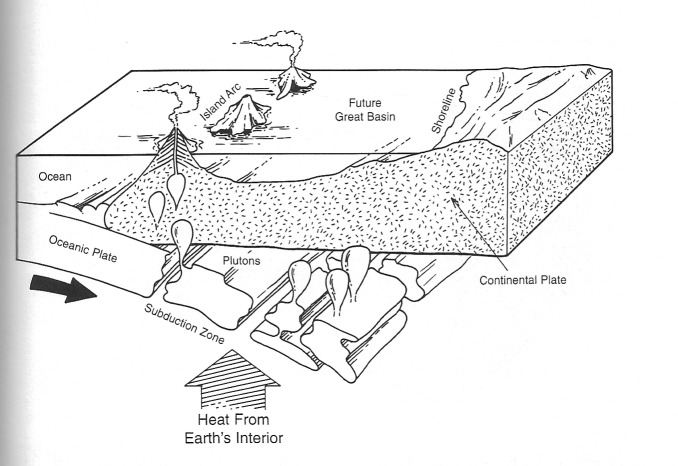 Island Arc
Future
Great Basin
Shoreline
Ocean
Oceanic Plate
Plutons
Continental Plate
Subduction Zone
Heat From
Earth's Interior